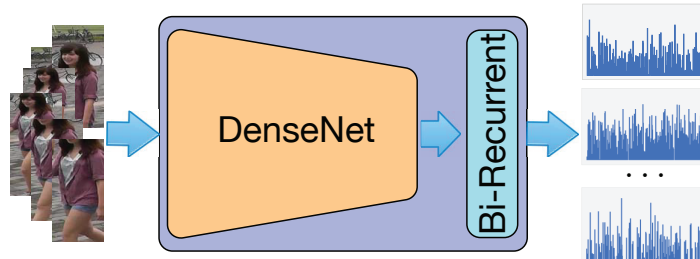 DenseNet
Bi-Recurrent
. . .